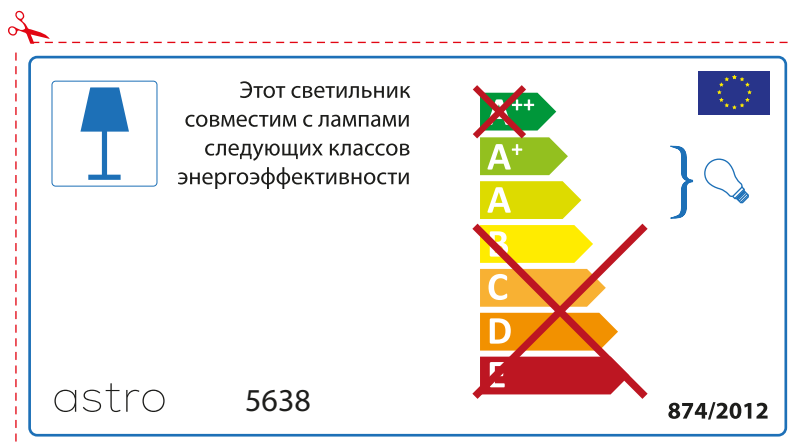 Этот светильник
совместим с лампами
следующих классов
энергоэффективности
A++
A+
A
B
C
D
E
astro 5638
874/2012